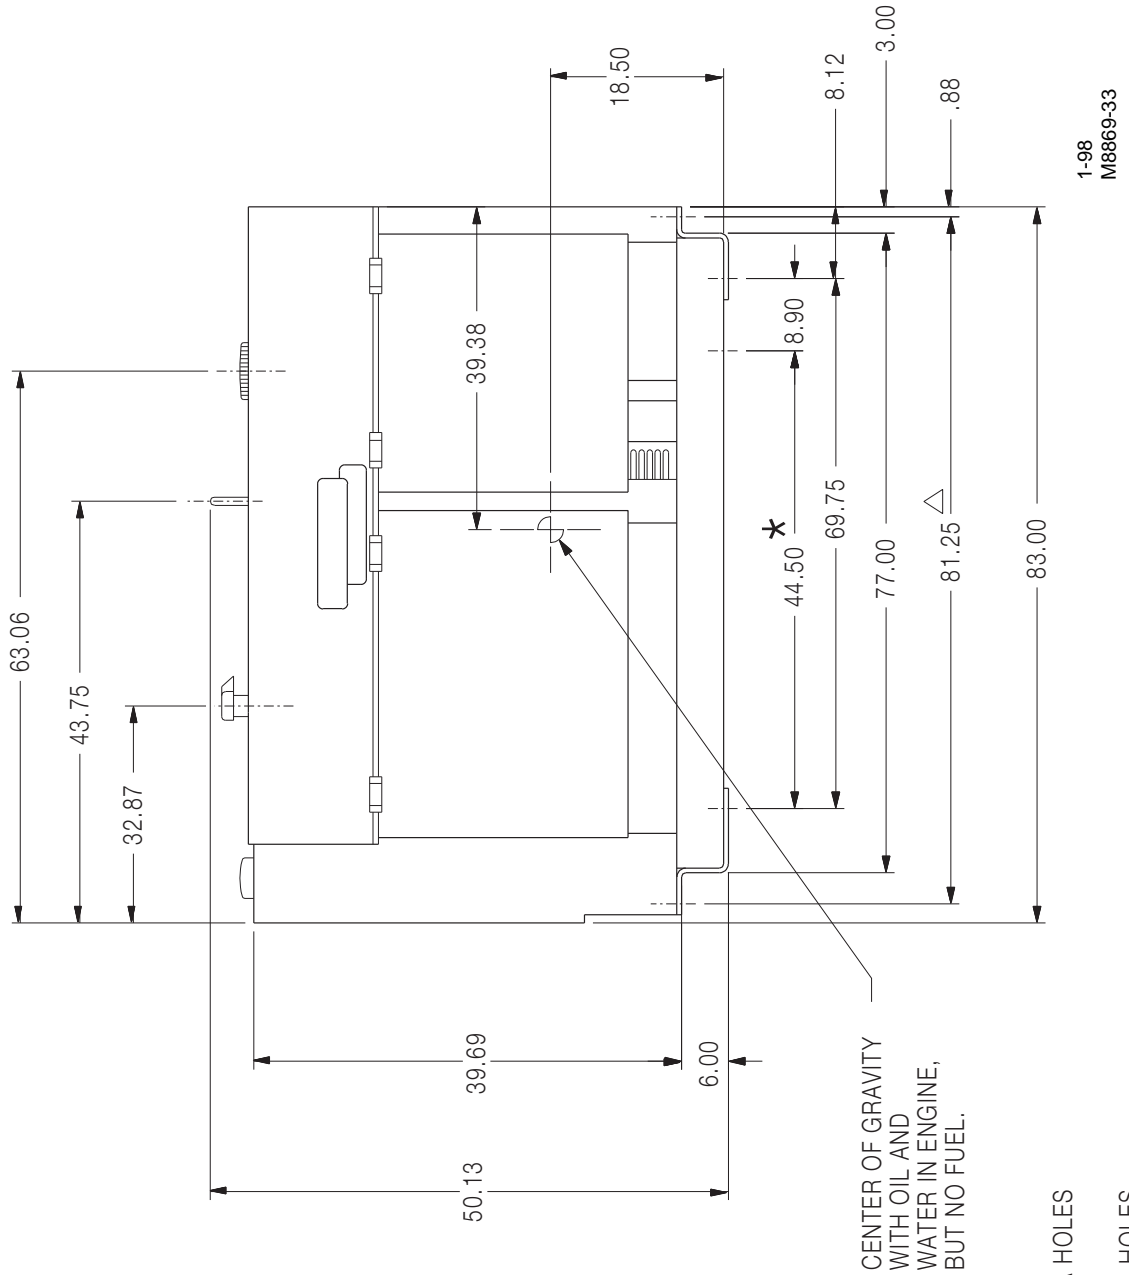 63.06
43.75
32.87
18.50
39.38
8.12
3.00
.88
8.90
44.50 *
69.75
77.00
81.25 △
83.00
39.69
6.00
50.13
CENTER OF GRAVITY
WITH OIL AND
WATER IN ENGINE,
BUT NO FUEL.
HOLES
HOLES
1-98
M8869-33